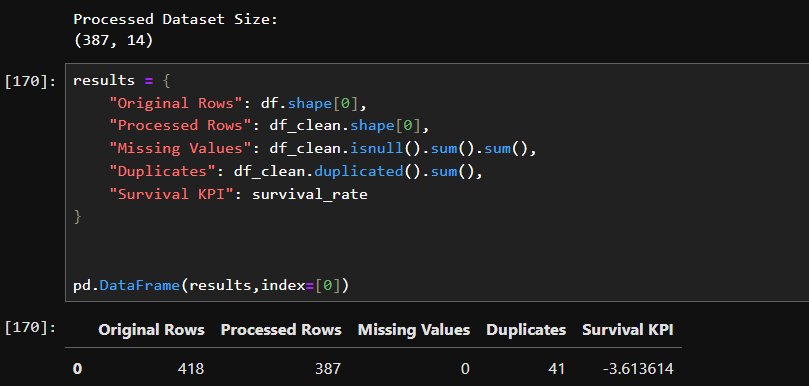 Processed Dataset Size:
(387, 14)
[170]:
results = {
    "Original Rows": df.shape[0],
    "Processed Rows": df_clean.shape[0],
    "Missing Values": df_clean.isnull().sum().sum(),
    "Duplicates": df_clean.duplicated().sum(),
    "Survival KPI": survival_rate
}
pd.DataFrame(results,index=[0])
[170]:
Original Rows Processed Rows Missing Values Duplicates Survival KPI
0 418 387 0 41 -3.613614